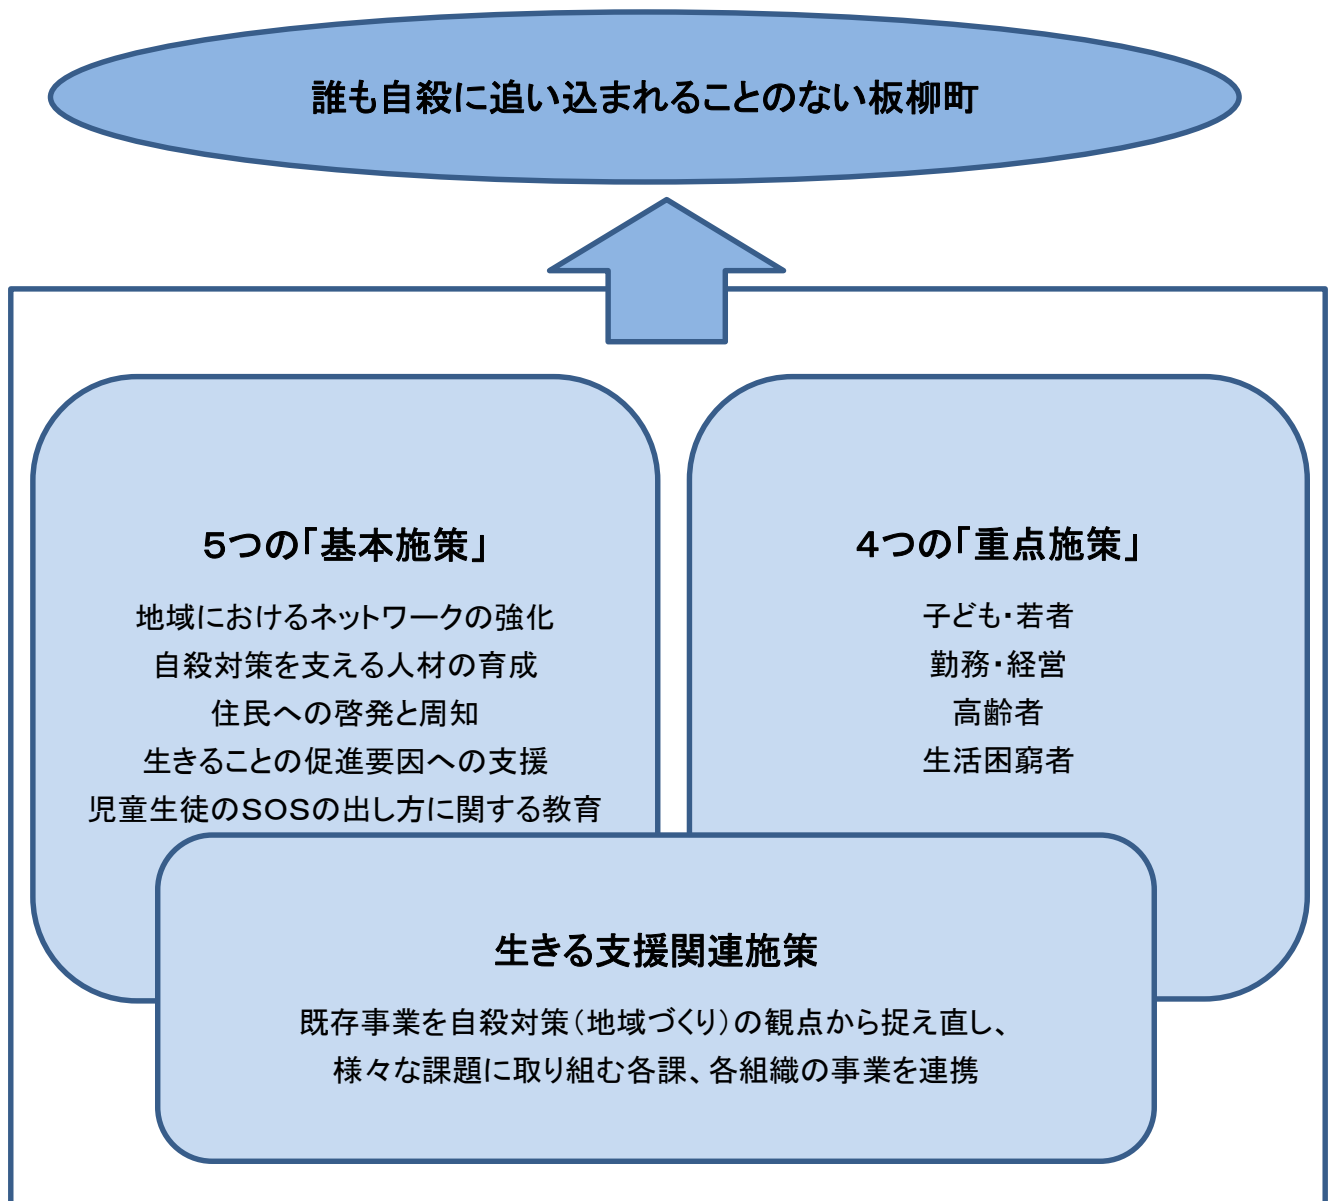 誰も自殺に追い込まれることのない板柳町
５つの｢基本施策｣
地域におけるネットワークの強化
自殺対策を支える人材の育成
住民への啓発と周知
生きることの促進要因への支援
児童生徒のＳＯＳの出し方に関する教育
４つの｢重点施策｣
子ども・若者
勤務・経営
高齢者
生活困窮者
生きる支援関連施策
既存事業を自殺対策（地域づくり）の観点から捉え直し、
様々な課題に取り組む各課、各組織の事業を連携